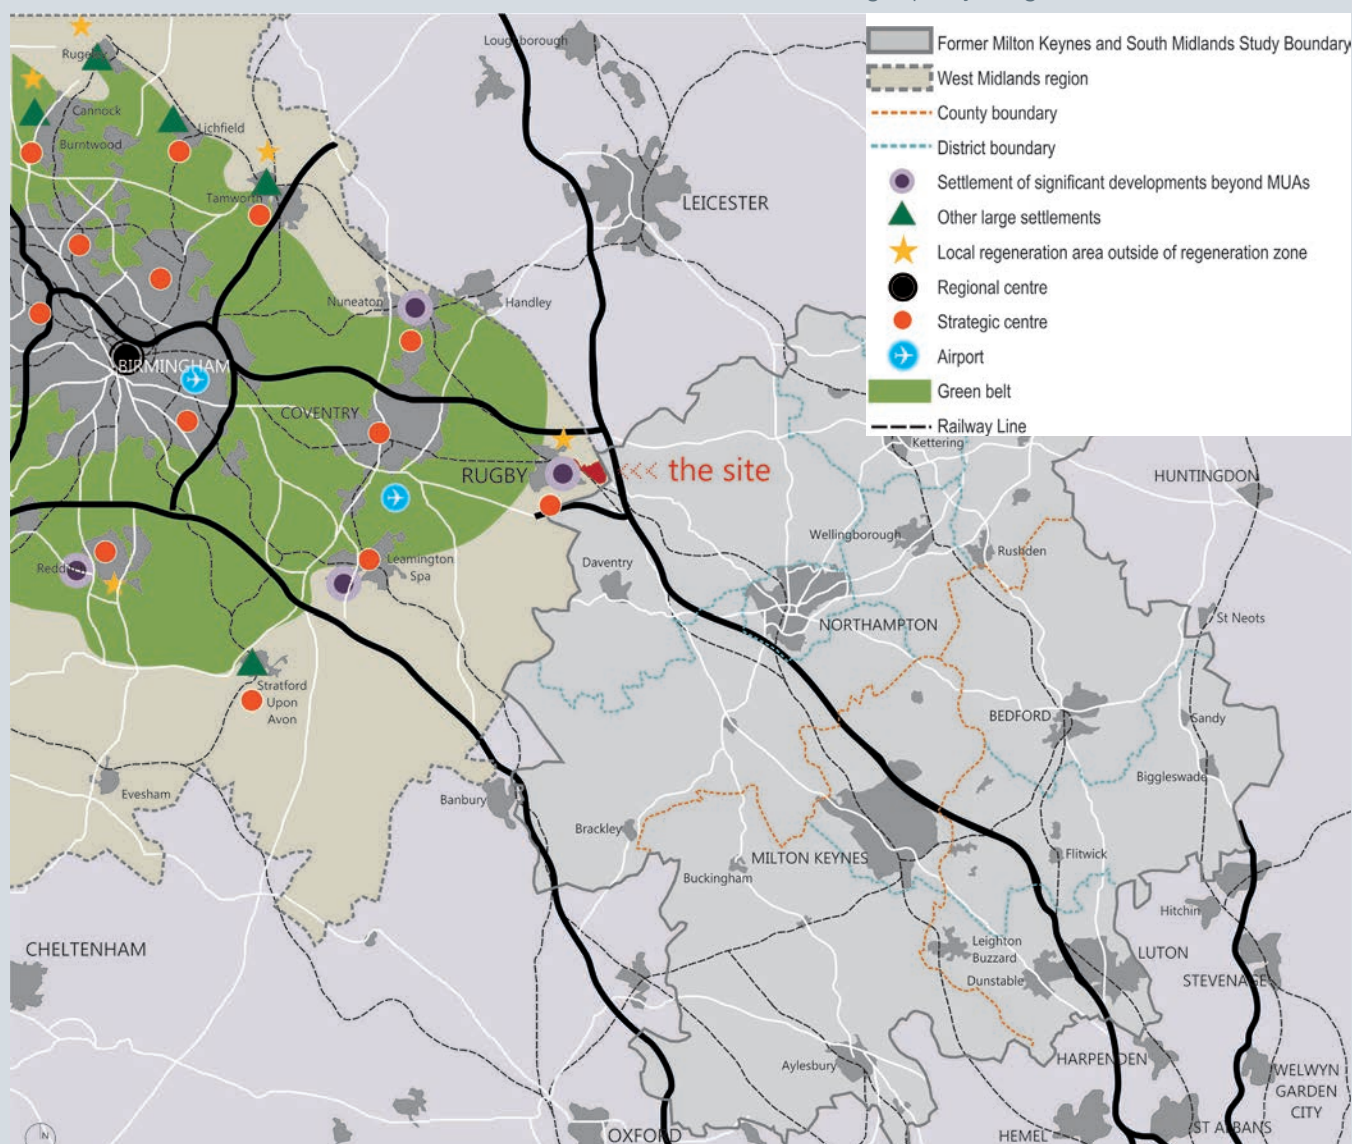 Former Milton Keynes and South Midlands Study Boundary
West Midlands region
County boundary
District boundary
Settlement of significant developments beyond MUAs
Other large settlements
Local regeneration area outside of regeneration zone
Regional centre
Strategic centre
Airport
Green belt
Railway Line
Cannock
Burntwood
Lichfield
Tamworth
LEICESTER
Nuneaton
Handley
BIRMINGHAM
COVENTRY
Kettering
RUGBY
<<< the site
HUNTINGDON
Wellingborough
Rushden
Leamington
Spa
Daventry
NORTHAMPTON
St Neots
Stratford
Upon
Avon
BEDFORD
Sandy
Biggleswade
Evesham
Banbury
Brackley
MILTON KEYNES
Flitwick
Buckingham
Hitchin
CHELTENHAM
Leighton
Buzzard
LUTON
Dunstable
STEVENAGE
HARPENDEN
Aylesbury
WELWYN
GARDEN
CITY
N
OXFORD
HEMEL
ST ALBANS